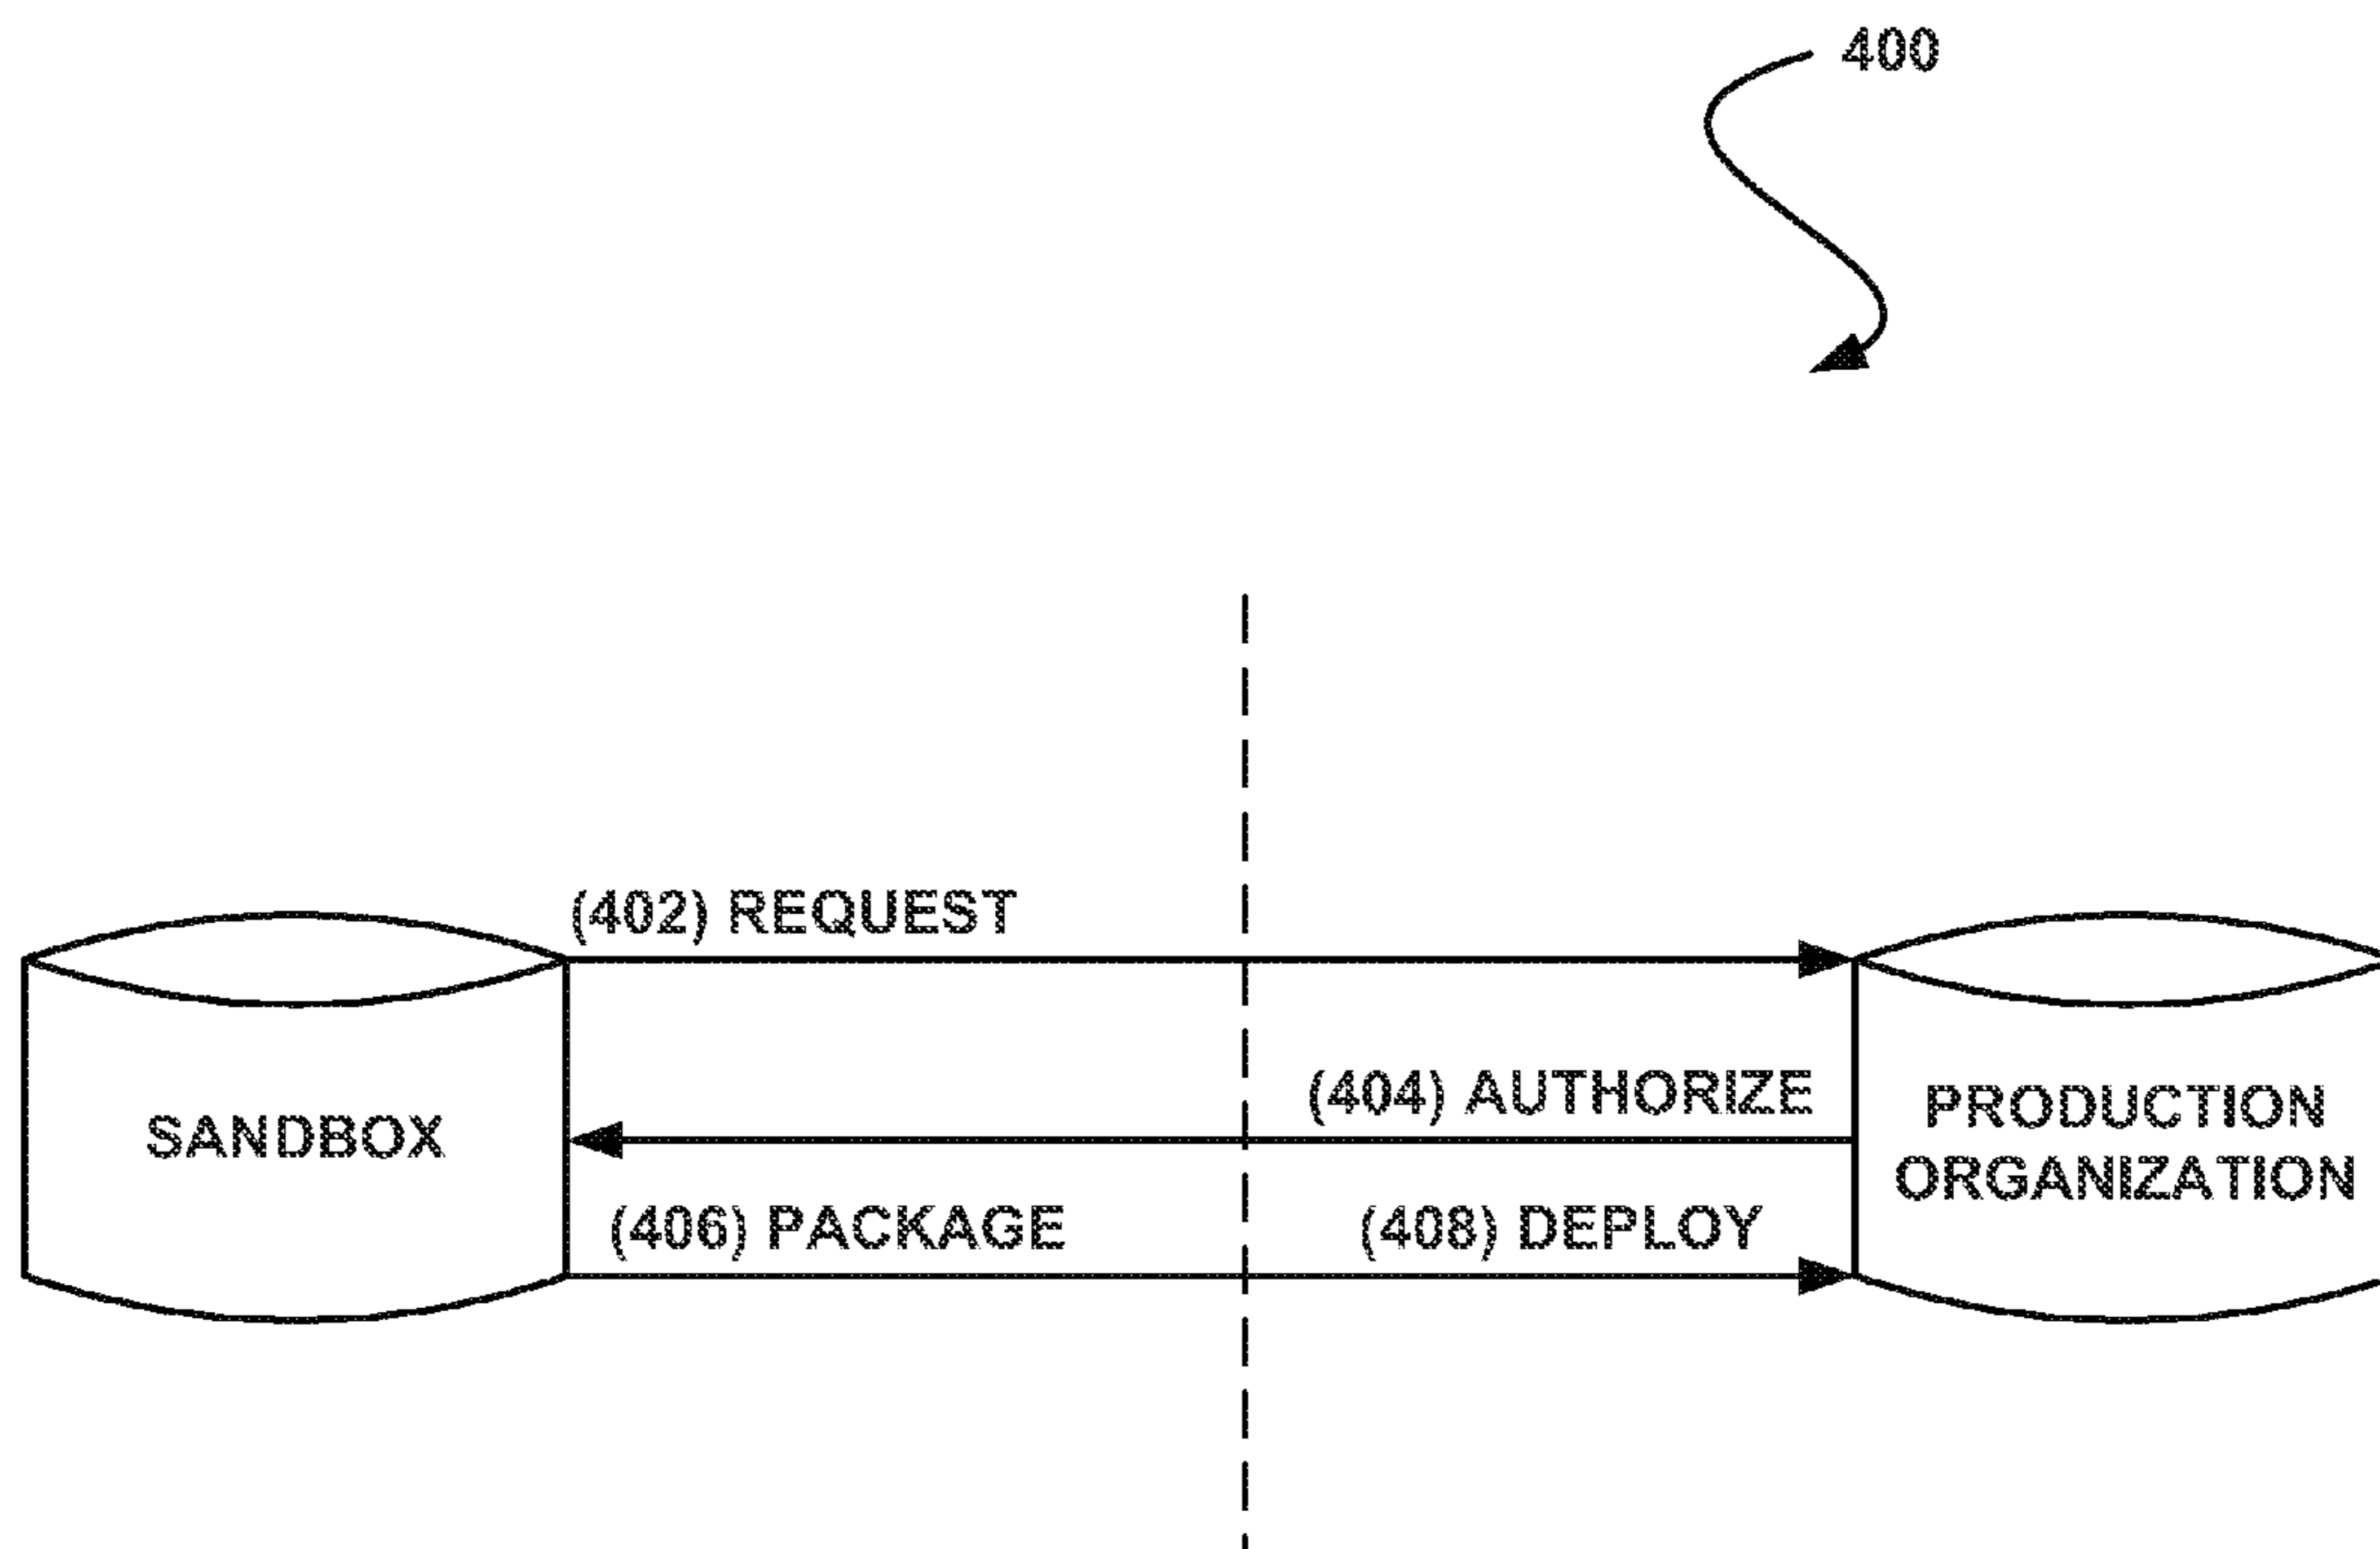 400
(402) REQUEST
(404) AUTHORIZE
SANDBOX
PRODUCTION
ORGANIZATION
(406) PACKAGE
(408) DEPLOY